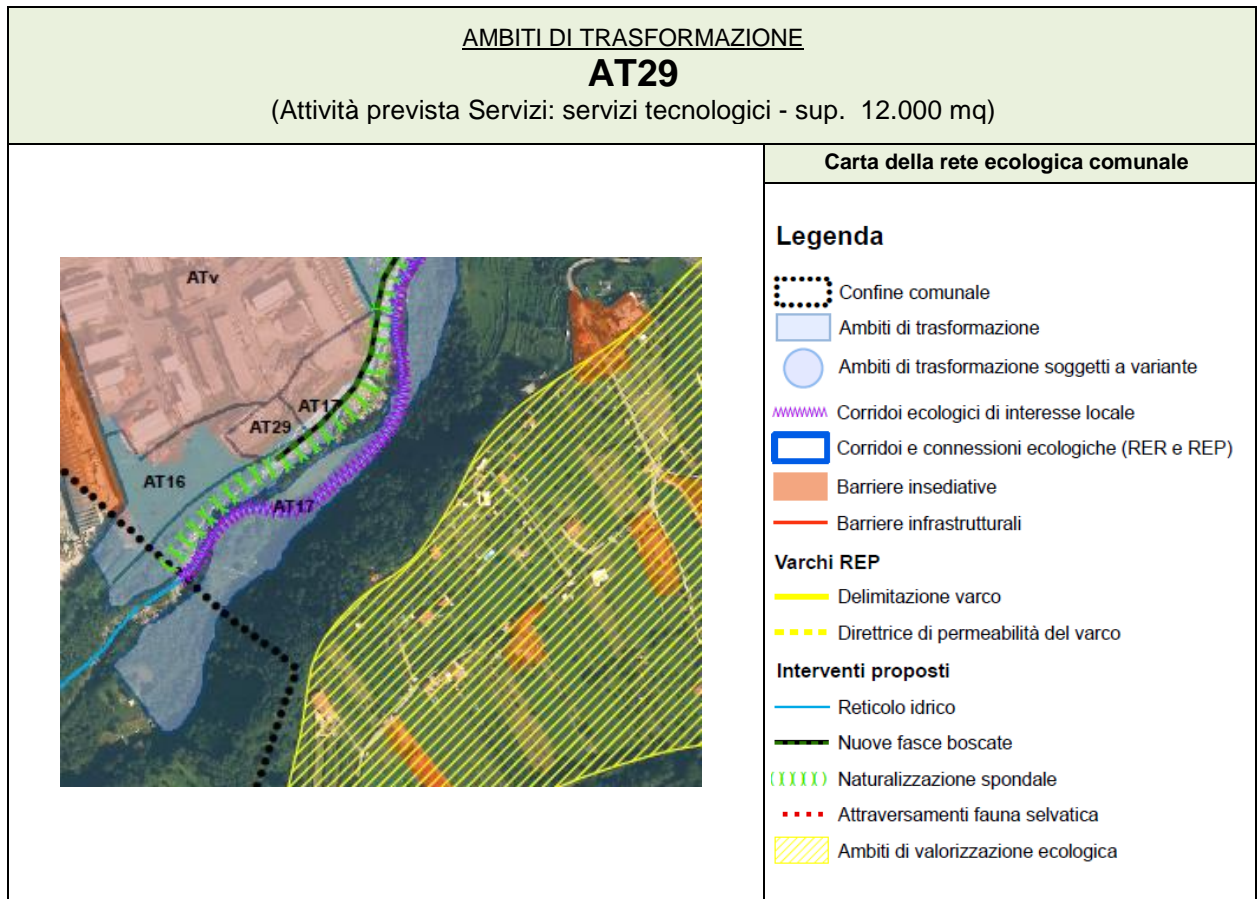 AMBITI DI TRASFORMAZIONE
AT29
(Attività prevista Servizi: servizi tecnologici - sup. 12.000 mq)
Carta della rete ecologica comunale
ATv
AT17
AT29
AT16
AT17
Legenda
Confine comunale
Ambiti di trasformazione
Ambiti di trasformazione soggetti a variante
Corridoi ecologici di interesse locale
Corridoi e connessioni ecologiche (RER e REP)
Barriere insediative
Barriere infrastrutturali
Varchi REP
Delimitazione varco
Direttrice di permeabilità del varco
Interventi proposti
Reticolo idrico
Nuove fasce boscate
Naturalizzazione spondale
Attraversamenti fauna selvatica
Ambiti di valorizzazione ecologica